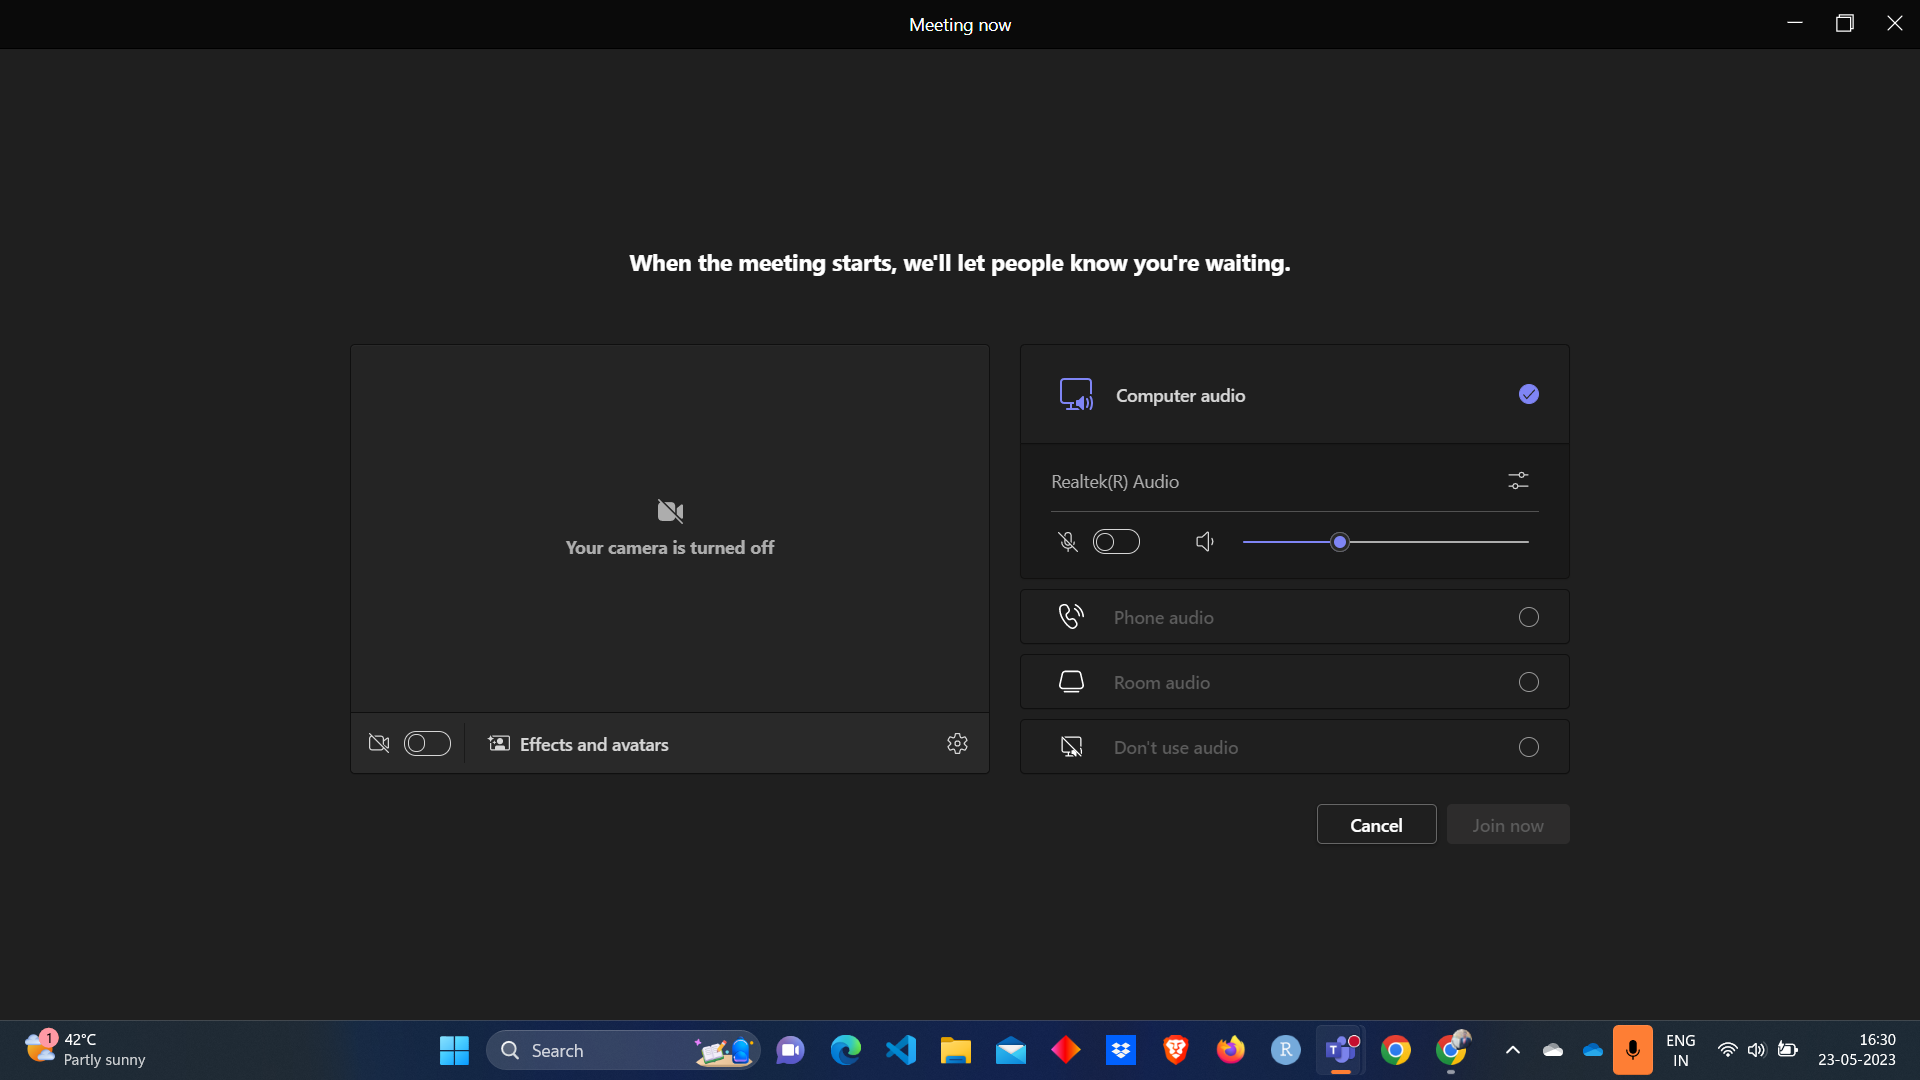 Meeting now
When the meeting starts, we'll let people know you're waiting.
Your camera is turned off
Effects and avatars
Computer audio
Realtek(R) Audio
Phone audio
Room audio
Don't use audio
Cancel
Join now
1
42°C
Partly sunny
Search
R
T
ENG
IN
16:30
23-05-2023